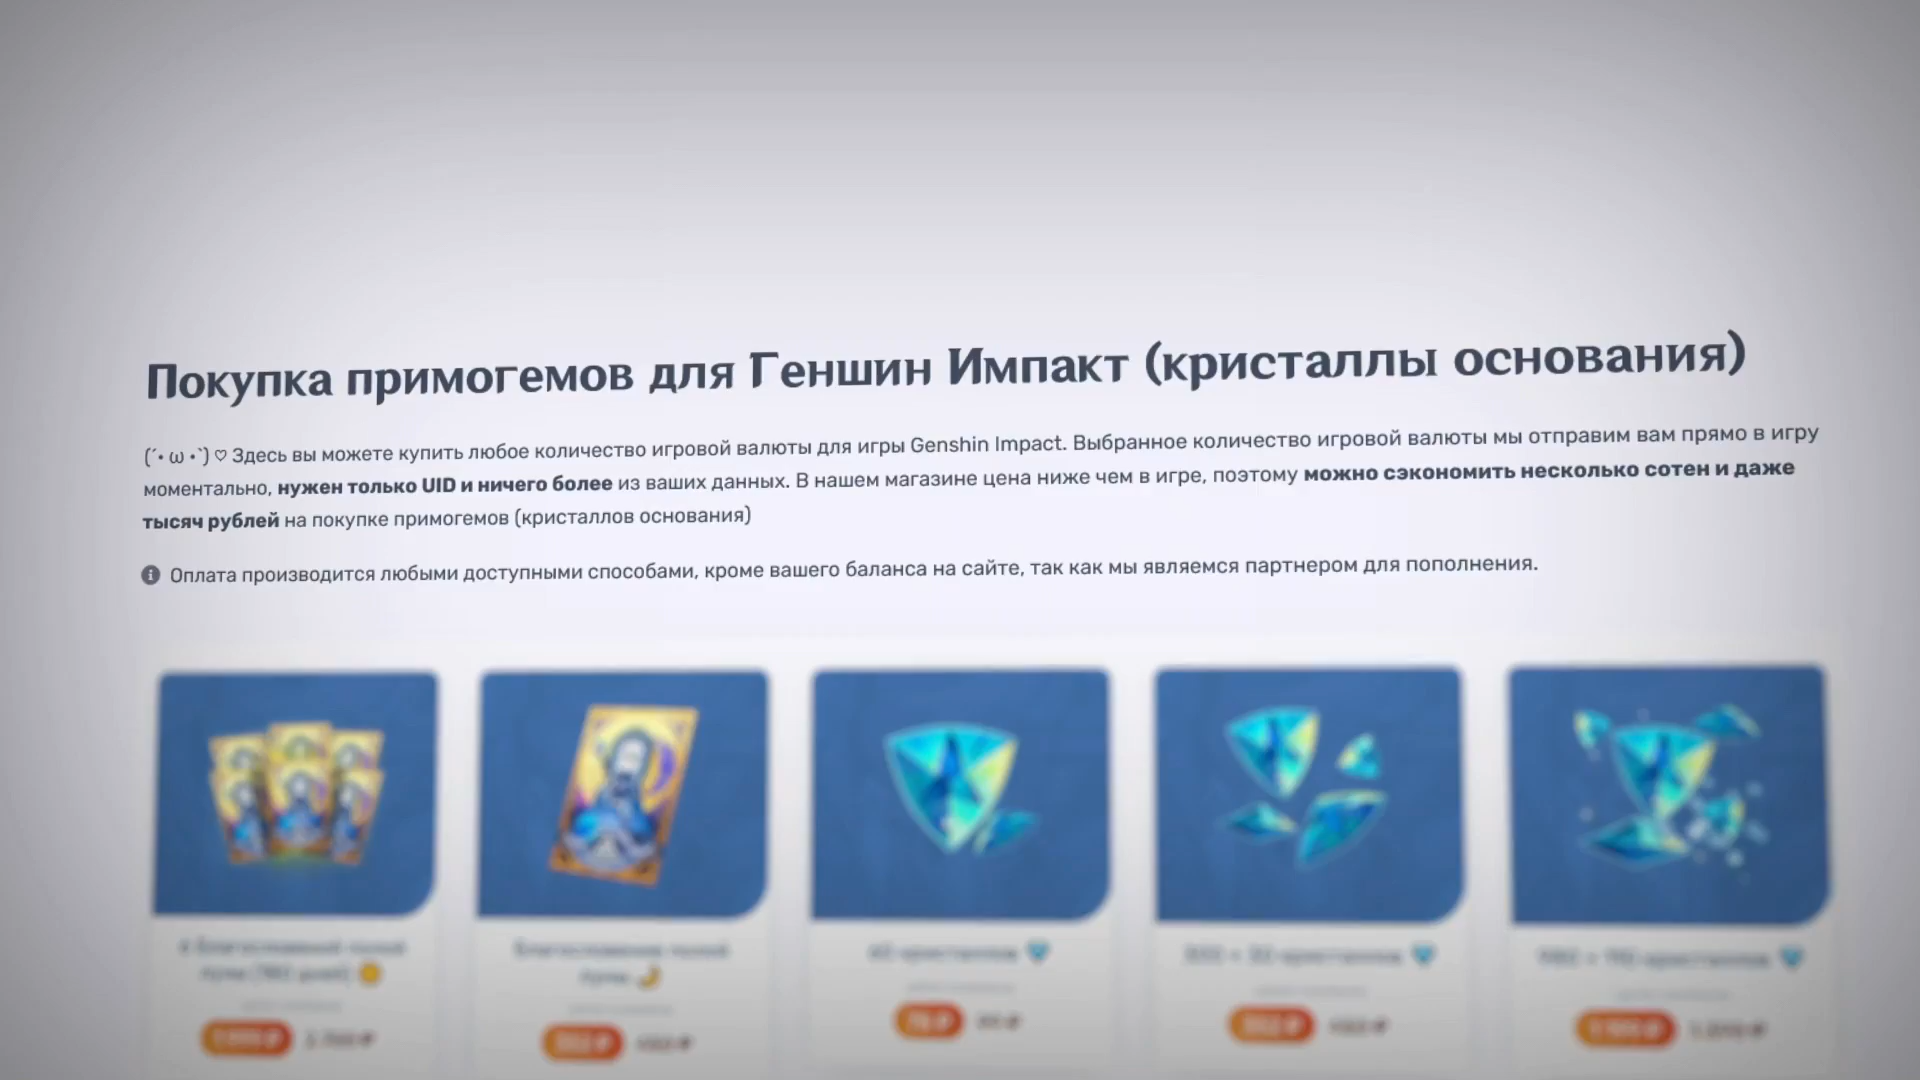 Покупка примогемов для Геншин Импакт (кристаллы основания)
(´• ω •`) ♡ Здесь вы можете купить любое количество игровой валюты для игры Genshin Impact. Выбранное количество игровой валюты мы отправим вам прямо в игру
моментально, нужен только UID и ничего более из ваших данных. В нашем магазине цена ниже чем в игре, поэтому можно сэкономить несколько сотен и даже
тысяч рублей на покупке примогемов (кристаллов основания)
Оплата производится любыми доступными способами, кроме вашего баланса на сайте, так как мы являемся партнером для пополнения.
60 кристаллов